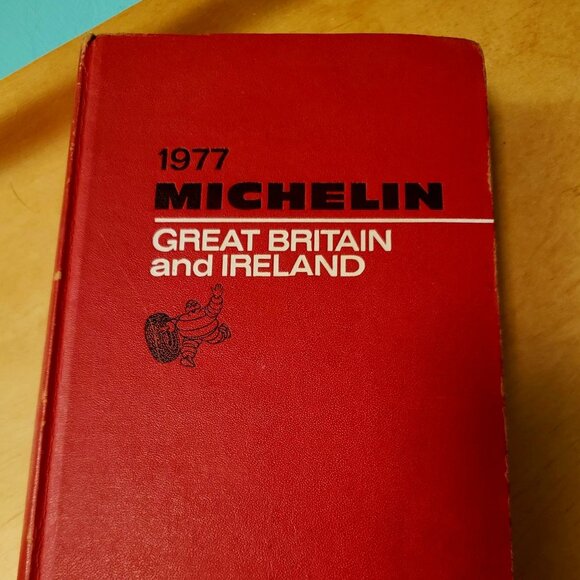 1977
MICHELIN
GREAT BRITAIN
and IRELAND